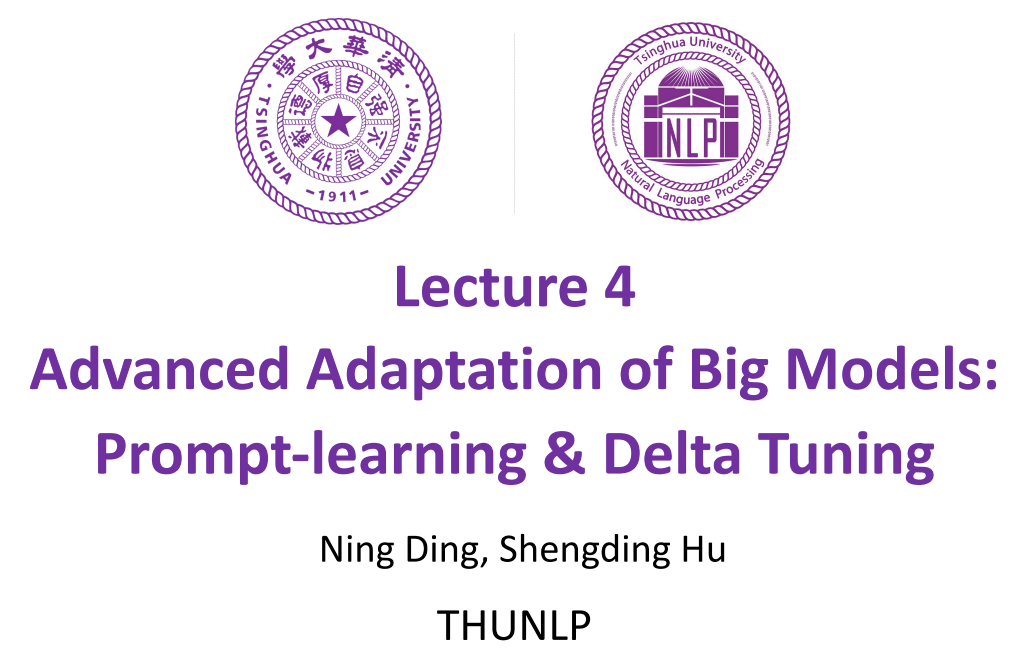 清華大學
TSINGHUA UNIVERSITY
-1911-
自强不息
厚德載物
Tsinghua University
NLP
Natural Language Processing
Lecture 4
Advanced Adaptation of Big Models:
Prompt-learning & Delta Tuning
Ning Ding, Shengding Hu
THUNLP